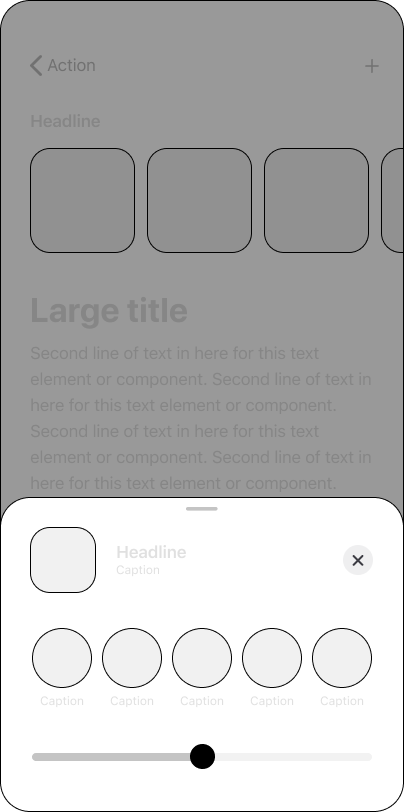 Action
Headline
Large title
Second line of text in here for this text
element or component. Second line of text in
here for this text element or component.
Second line of text in here for this text
element or component. Second line of text in
here for this text element or component.
Headline
Caption
Caption Caption Caption Caption Caption